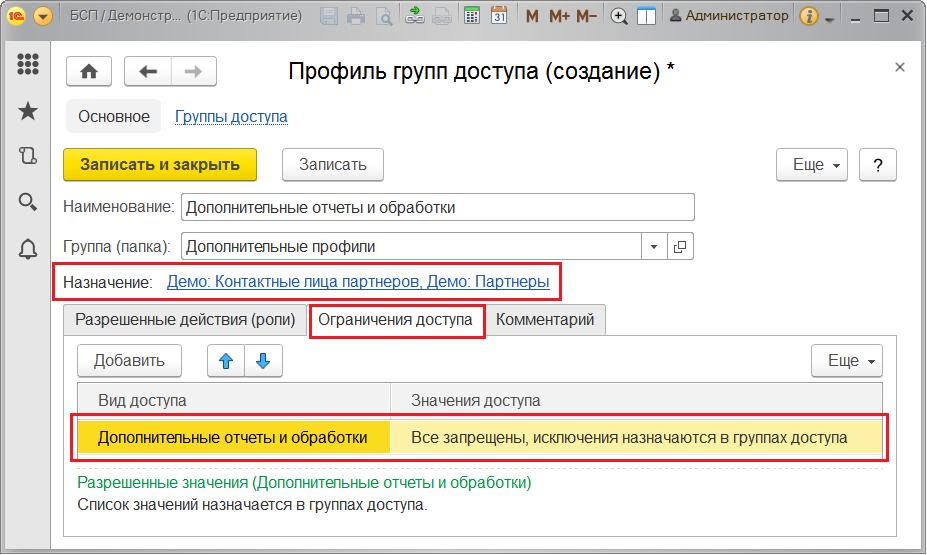 1С БСП / Демонстр... (1С:Предприятие) 31 M M+ M− Администратор i
Профиль групп доступа (создание) * ×
Основное Группы доступа
Записать и закрыть Записать Еще ?
Наименование: Дополнительные отчеты и обработки
Группа (папка): Дополнительные профили
Назначение: Демо: Контактные лица партнеров, Демо: Партнеры
Разрешенные действия (роли) Ограничения доступа Комментарий
Добавить Еще
Вид доступа Значения доступа
Дополнительные отчеты и обработки Все запрещены, исключения назначаются в группах доступа
Разрешенные значения (Дополнительные отчеты и обработки)
Список значений назначается в группах доступа.